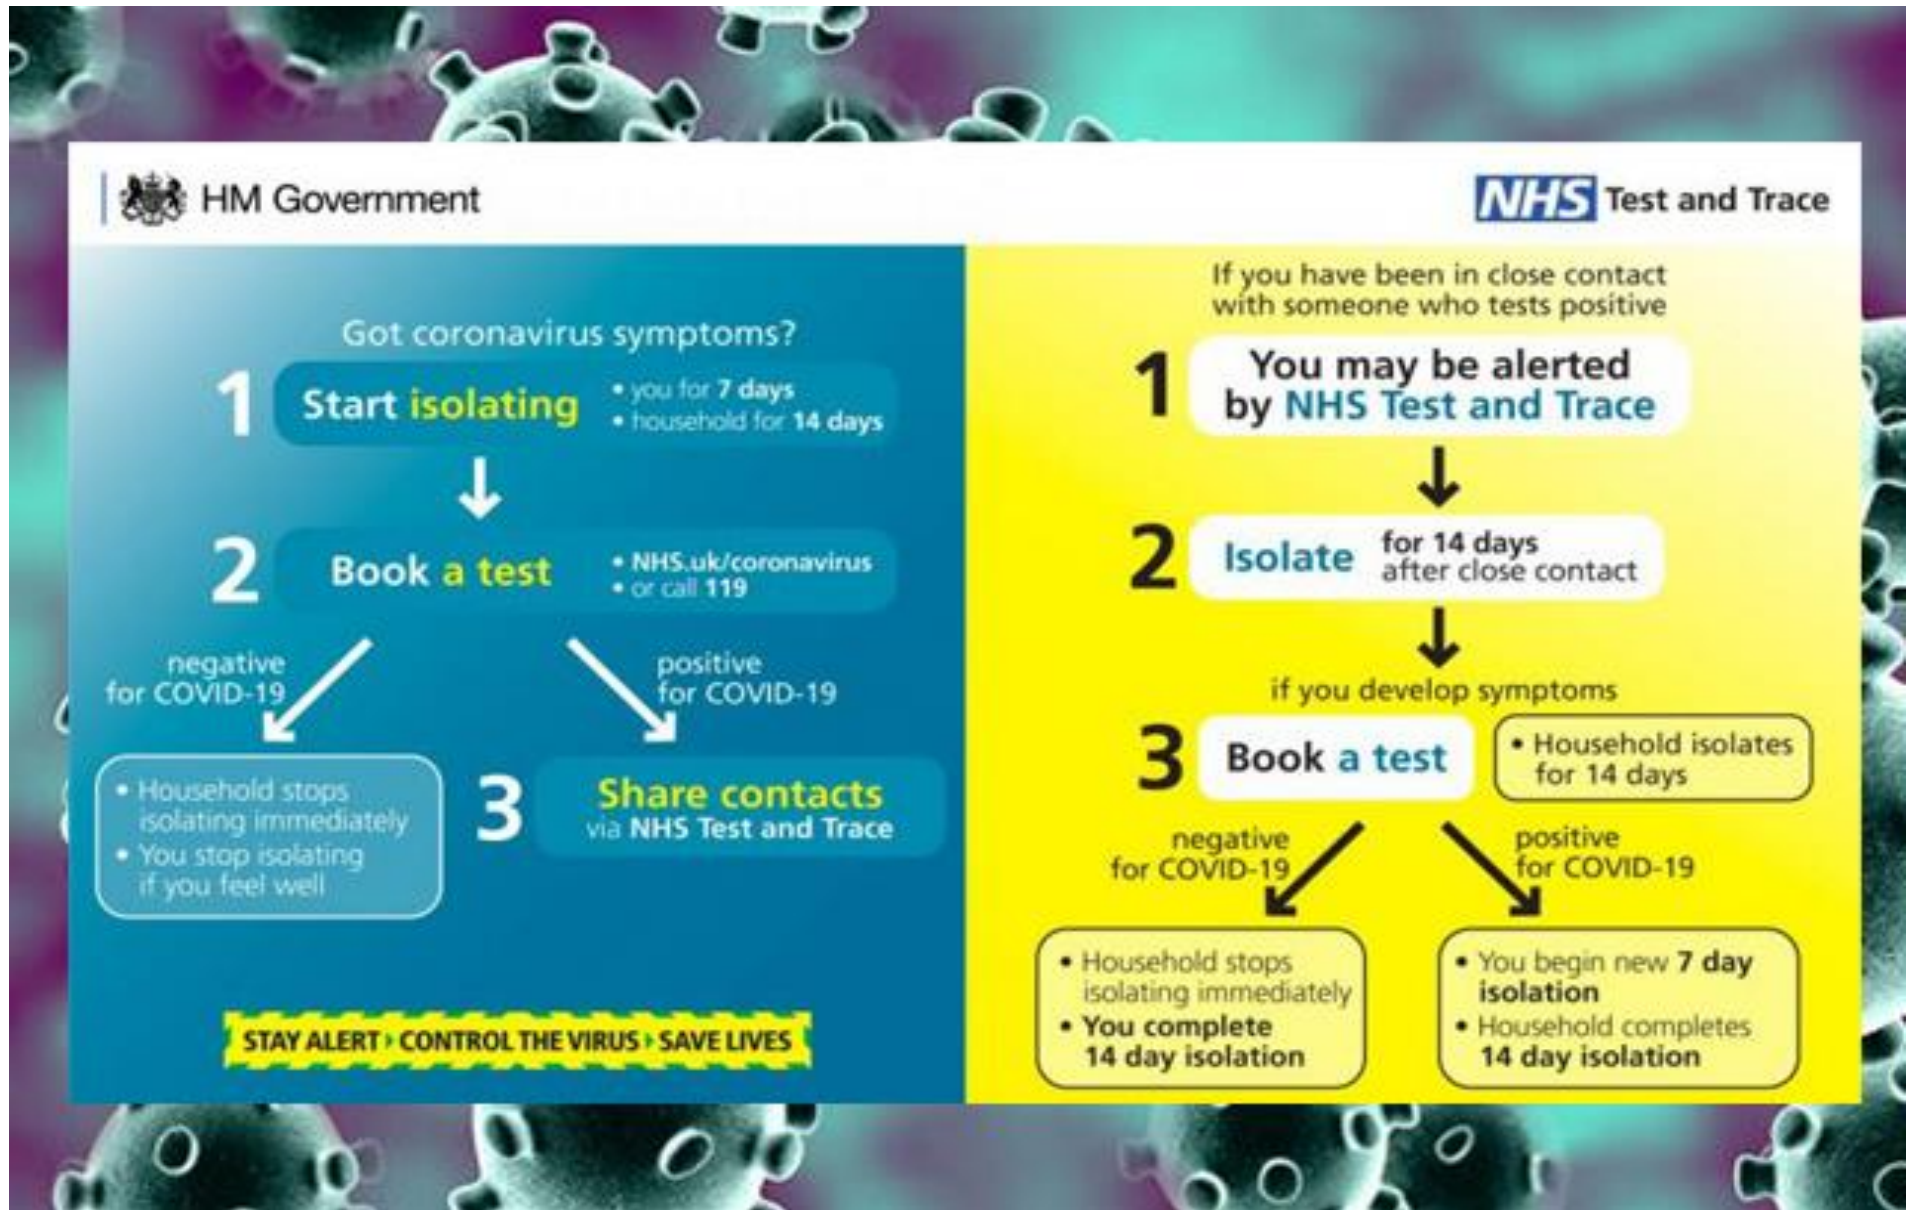 HM Government
NHS Test and Trace
Got coronavirus symptoms?
1
Start isolating
• you for 7 days
• household for 14 days
2
Book a test
• NHS.uk/coronavirus
• or call 119
negative
for COVID-19
positive
for COVID-19
• Household stops
isolating immediately
• You stop isolating
if you feel well
3
Share contacts
via NHS Test and Trace
STAY ALERT CONTROL THE VIRUS SAVE LIVES
If you have been in close contact
with someone who tests positive
1
You may be alerted
by NHS Test and Trace
2
Isolate
for 14 days
after close contact
if you develop symptoms
3
Book a test
• Household isolates
for 14 days
negative
for COVID-19
positive
for COVID-19
• Household stops
isolating immediately
• You complete
14 day isolation
• You begin new 7 day
isolation
• Household completes
14 day isolation